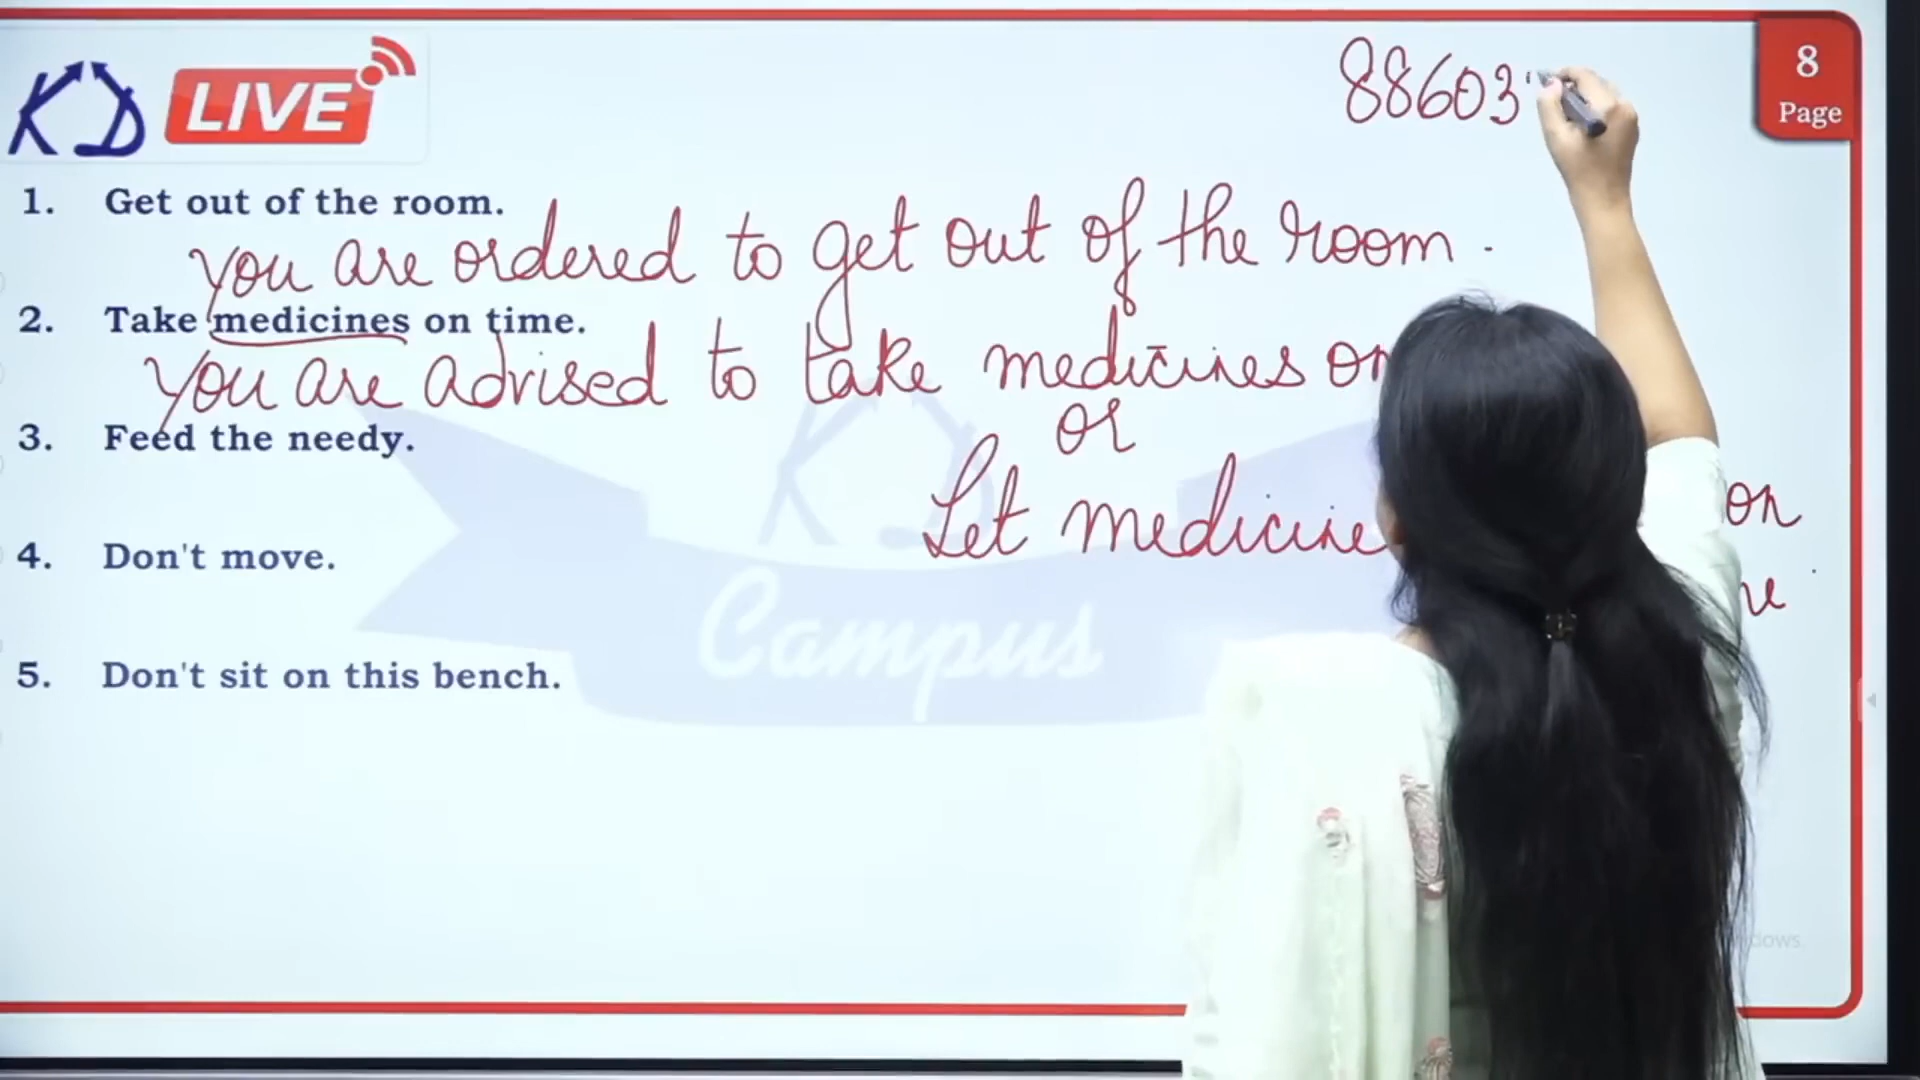 KD LIVE
88603
8
Page
1. Get out of the room.
You are ordered to get out of the room.
2. Take medicines on time.
You are advised to take medicines
or
3. Feed the needy.
Let medicine on
4. Don't move.
Campus
5. Don't sit on this bench.